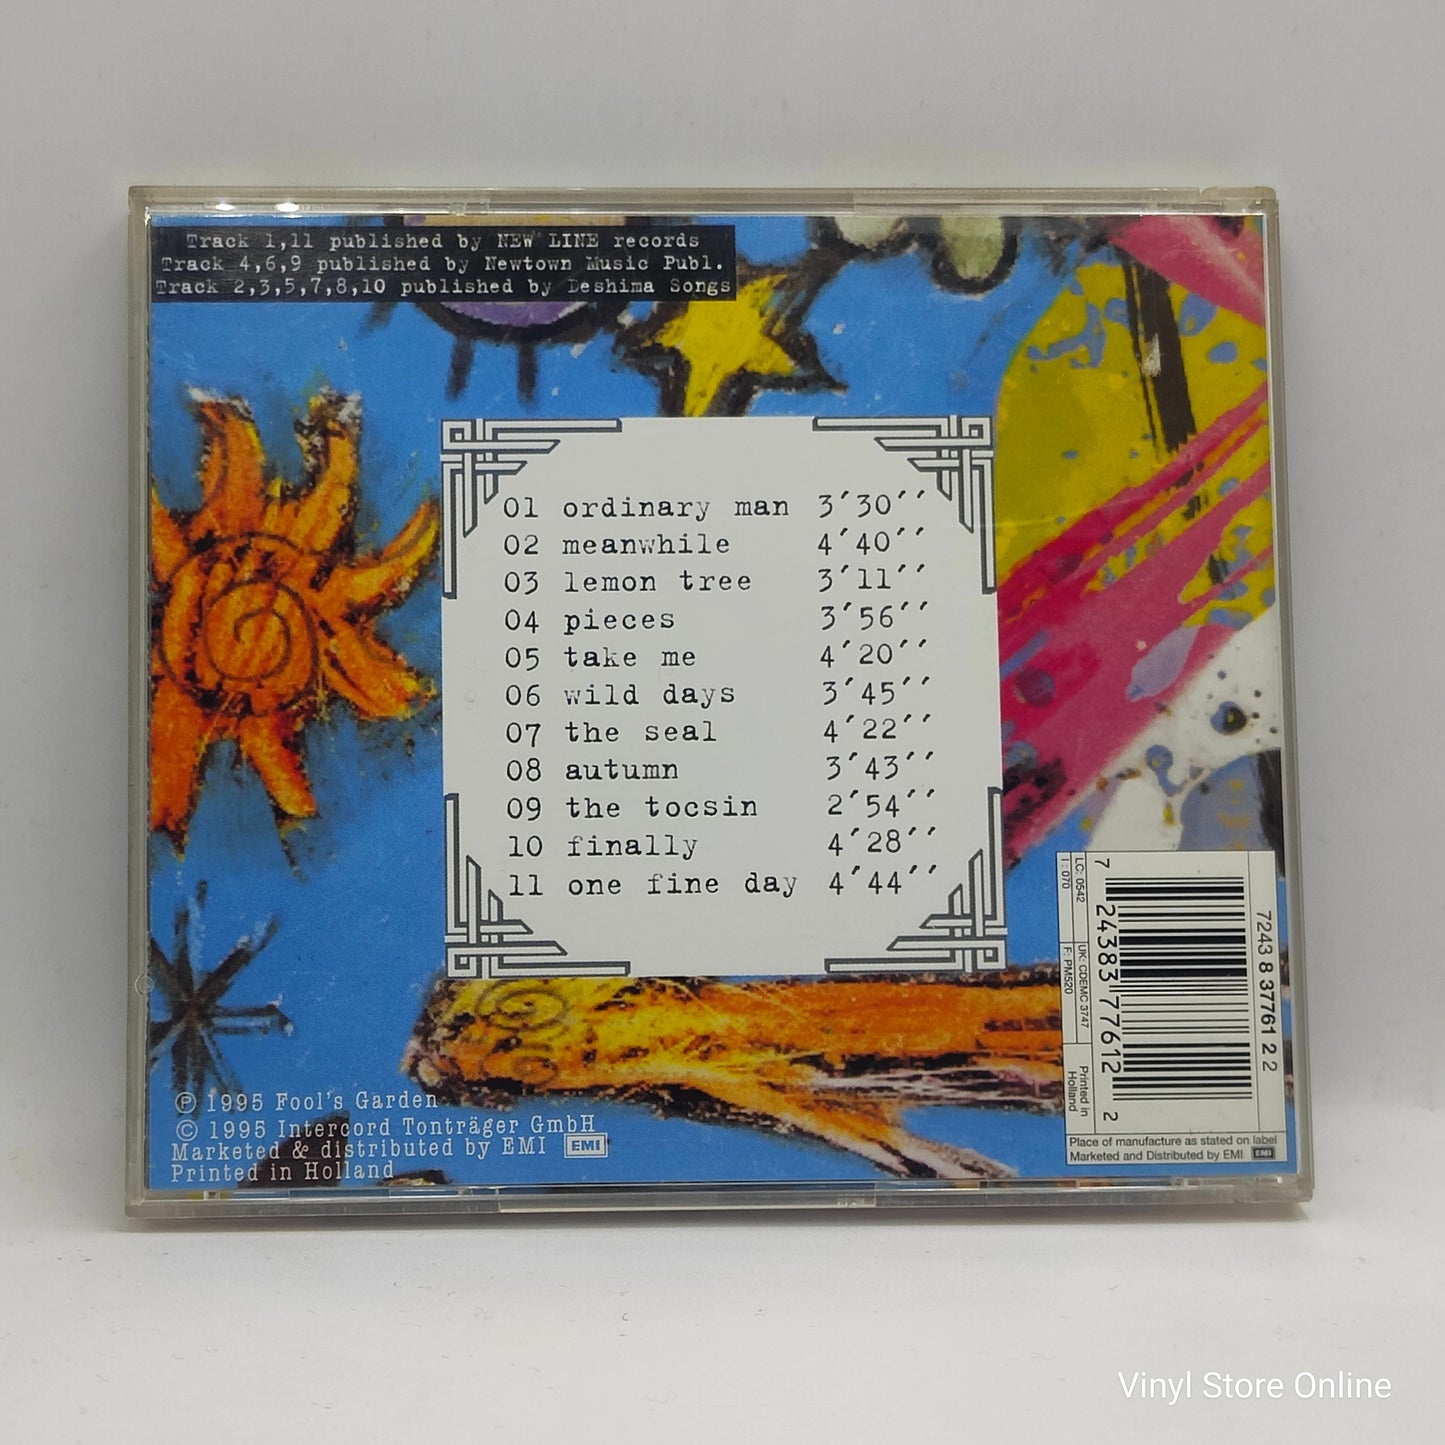 Track 1,11 published by NEW LINE records
Track 4,6,9 published by Newtown Music Publ.
Track 2,3,5,7,8,10 published by Deshima Songs
01 ordinary man 3'30''
02 meanwhile 4'40''
03 lemon tree 3'11''
04 pieces 3'56''
05 take me 4'20''
06 wild days 3'45''
07 the seal 4'22''
08 autumn 3'43''
09 the tocsin 2'54''
10 finally 4'28''
11 one fine day 4'44''
LC: 0542
I: 070
UK: CDEMC 3747
F: PM520
Printed in
Holland
7 24383 77612 2
7243 8 37761 2 2
Place of manufacture as stated on label
Marketed and Distributed by EMI EMI
℗ 1995 Fool's Garden
© 1995 Intercord Tonträger GmbH
Marketed & distributed by EMI EMI
Printed in Holland
Vinyl Store Online